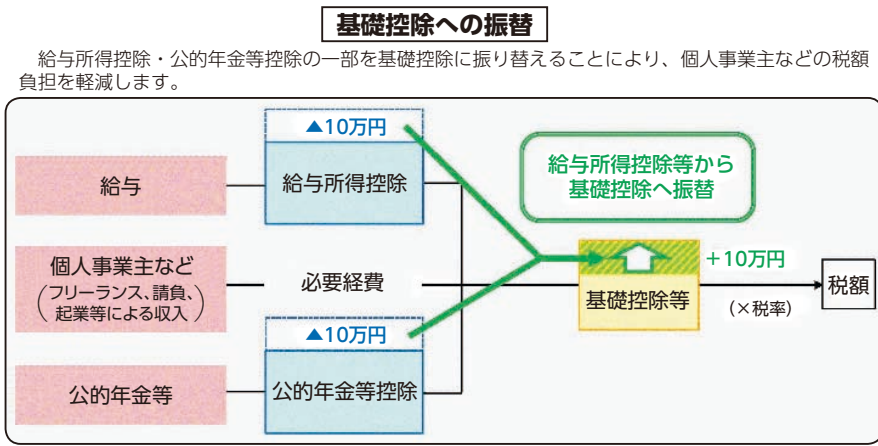 基礎控除への振替
給与所得控除・公的年金等控除の一部を基礎控除に振り替えることにより、個人事業主などの税額
負担を軽減します。
▲10万円
給与
給与所得控除
給与所得控除等から
基礎控除へ振替
個人事業主など
(フリーランス、請負、
起業等による収入)
必要経費
+10万円
基礎控除等
(×税率)
税額
▲10万円
公的年金等
公的年金等控除